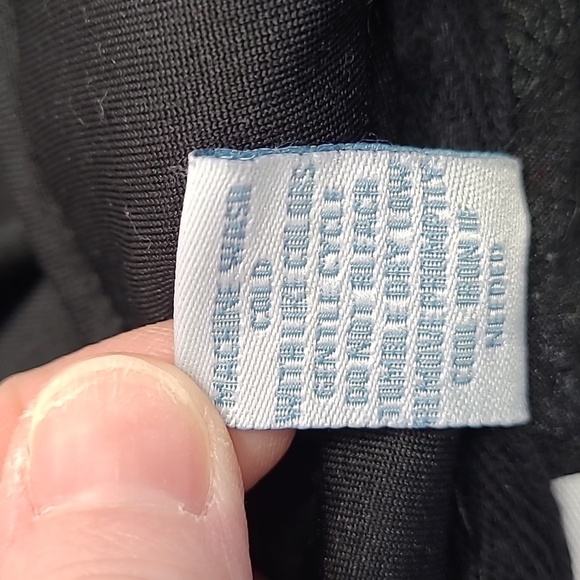 MACHINE WASH
COLD
WITH LIKE COLORS
GENTLE CYCLE
DO NOT BLEACH
TUMBLE DRY LOW
REMOVE PROMPTLY
COOL IRON IF
NEEDED